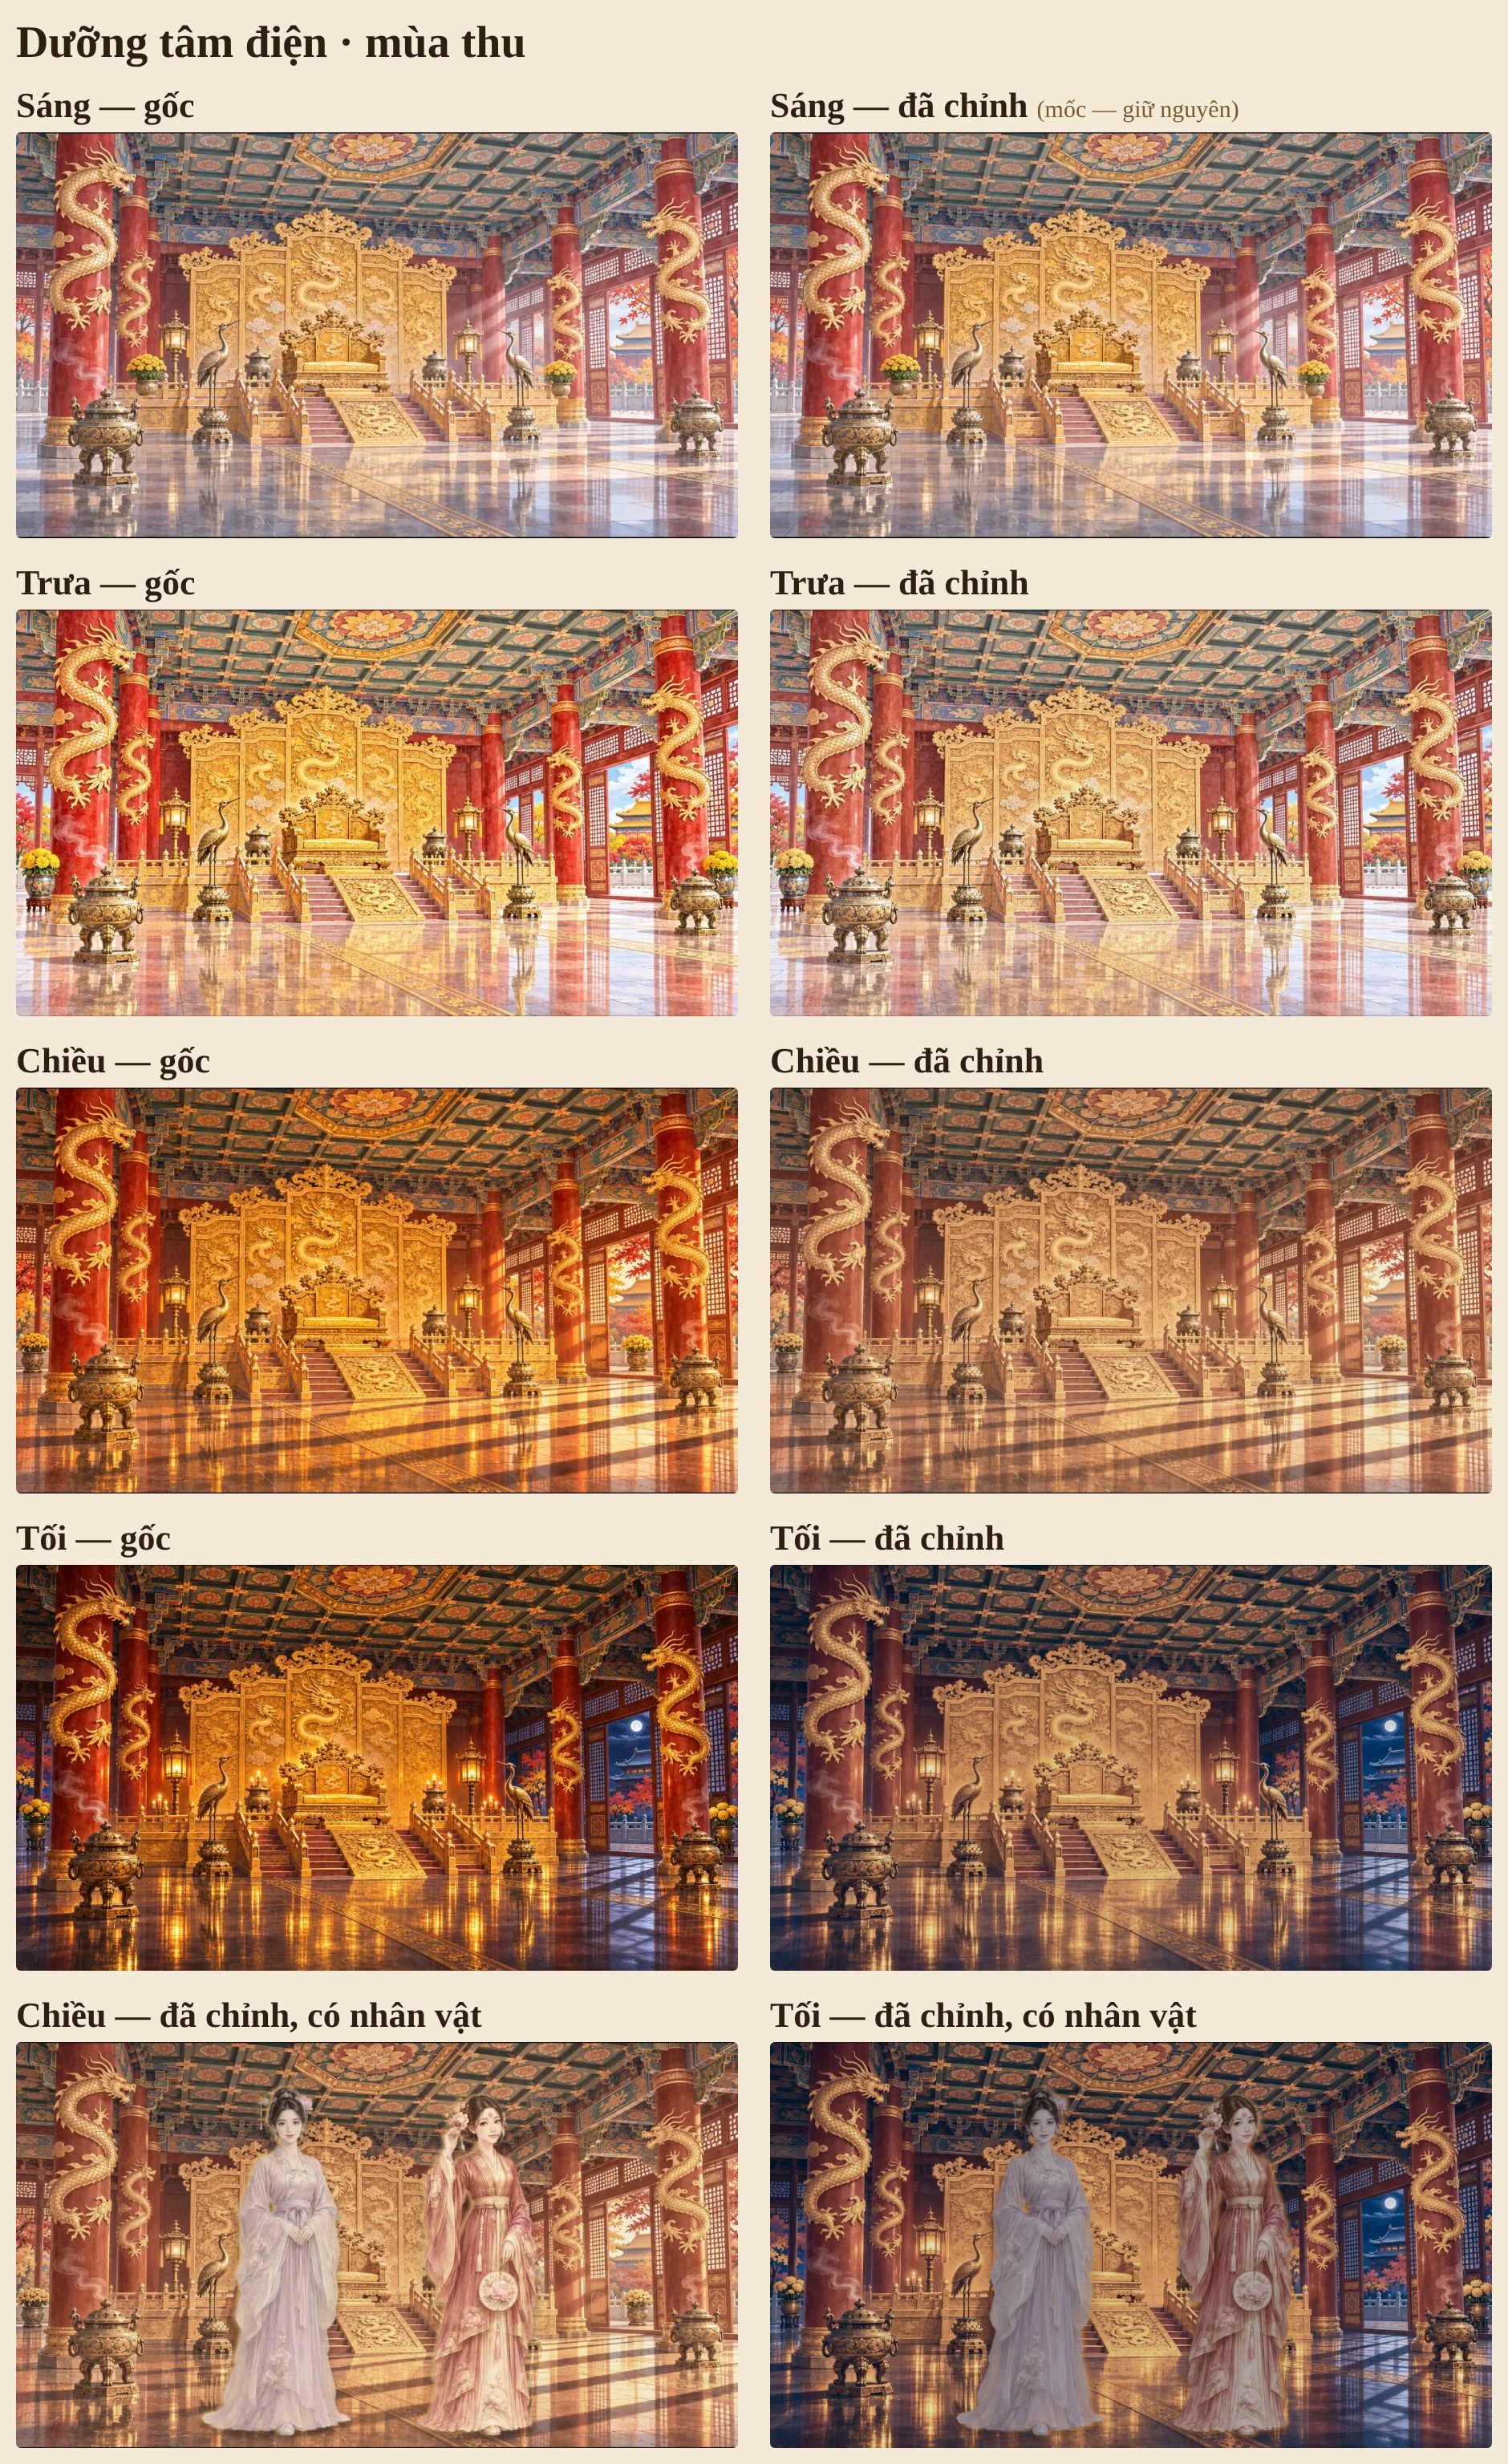 Dưỡng tâm điện · mùa thu
Sáng — gốc
Sáng — đã chỉnh (mốc — giữ nguyên)
Trưa — gốc
Trưa — đã chỉnh
Chiều — gốc
Chiều — đã chỉnh
Tối — gốc
Tối — đã chỉnh
Chiều — đã chỉnh, có nhân vật
Tối — đã chỉnh, có nhân vật